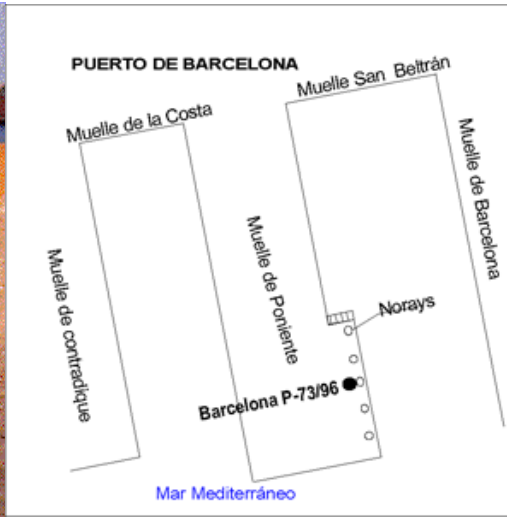 PUERTO DE BARCELONA
Muelle San Beltrán
Muelle de la Costa
Muelle de Barcelona
Muelle de Poniente
Muelle de contradique
Norays
Barcelona P-73/96
Mar Mediterráneo